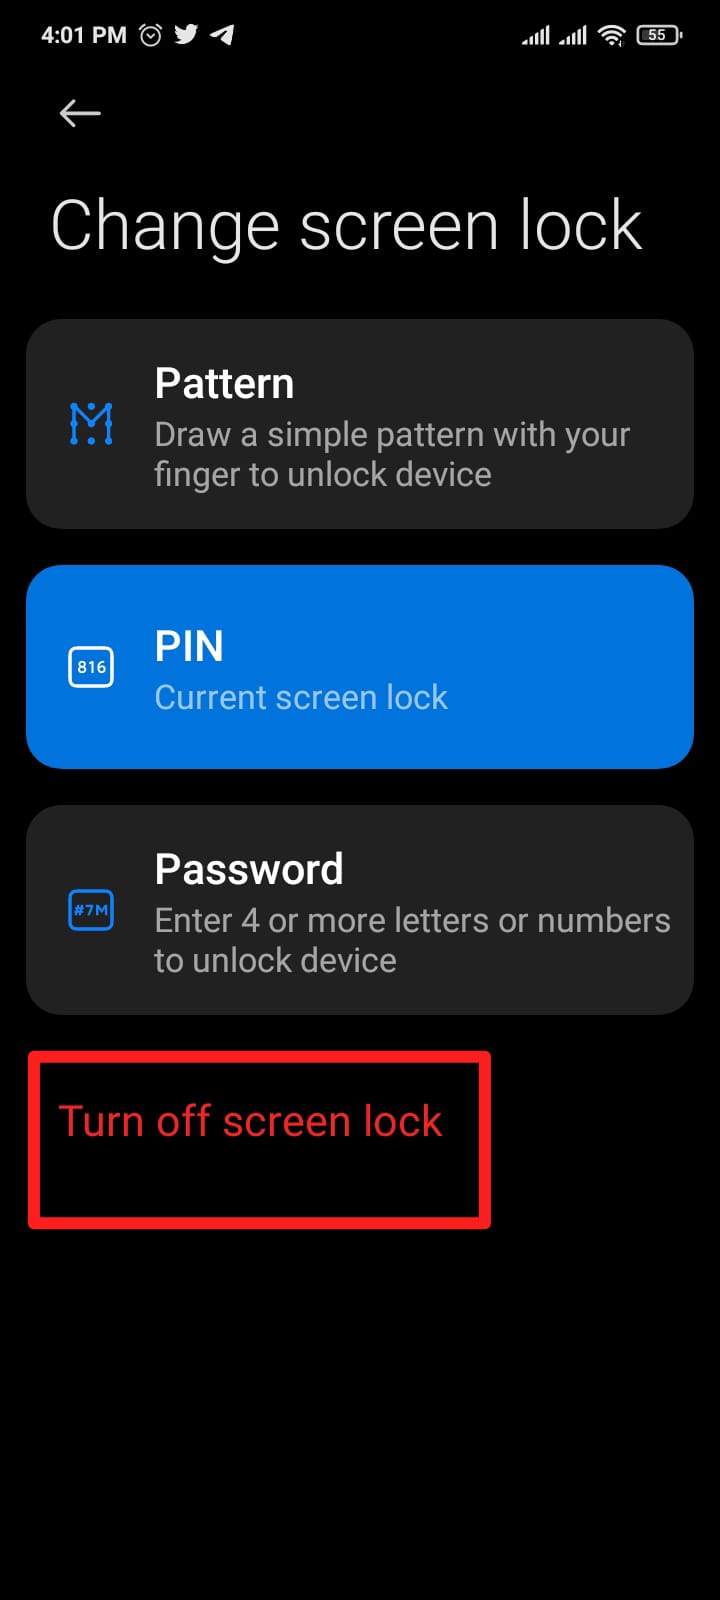 4:01 PM 55
Change screen lock
Pattern
Draw a simple pattern with your
finger to unlock device
816
PIN
Current screen lock
#7M
Password
Enter 4 or more letters or numbers
to unlock device
Turn off screen lock